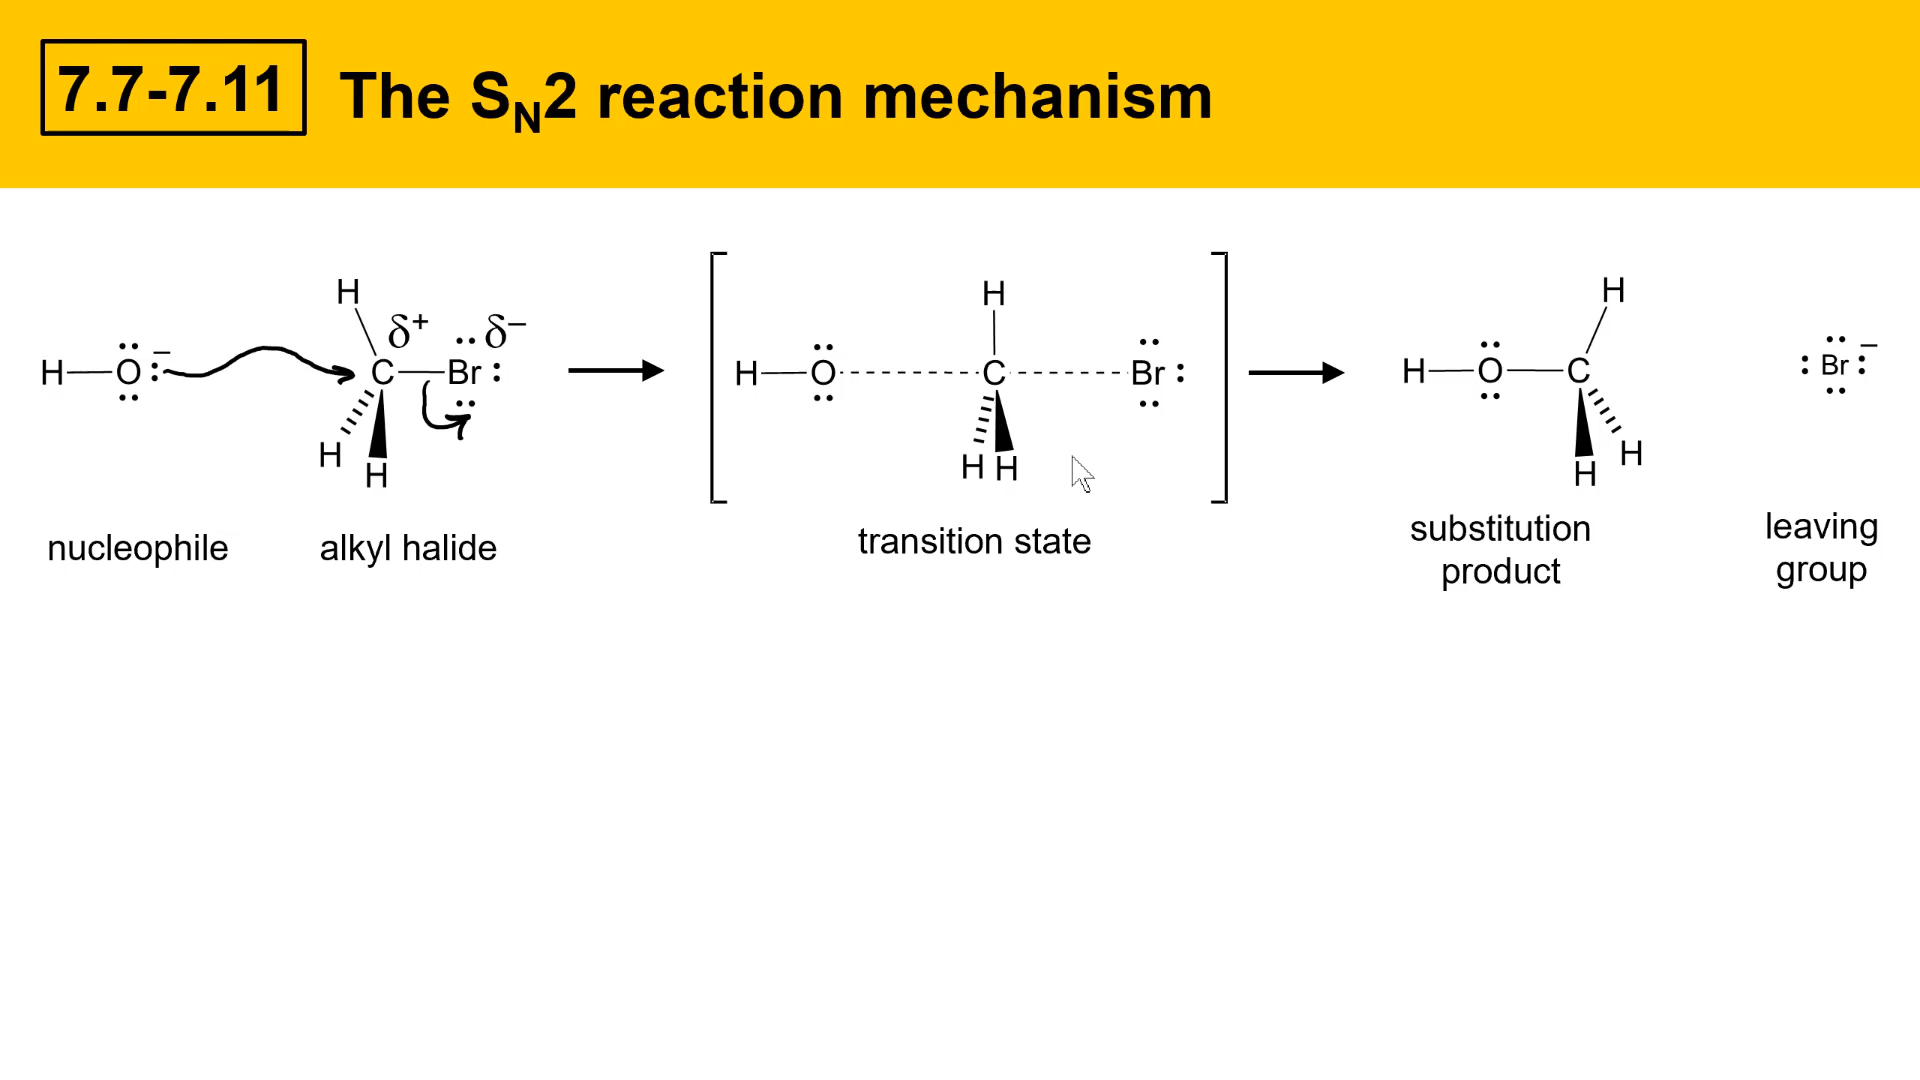 7.7-7.11 The SN2 reaction mechanism
H H H
δ+ δ−
H—O:− C—Br: H—O C Br: H—O—C :Br:−
H H H H H H
nucleophile alkyl halide transition state substitution product leaving group